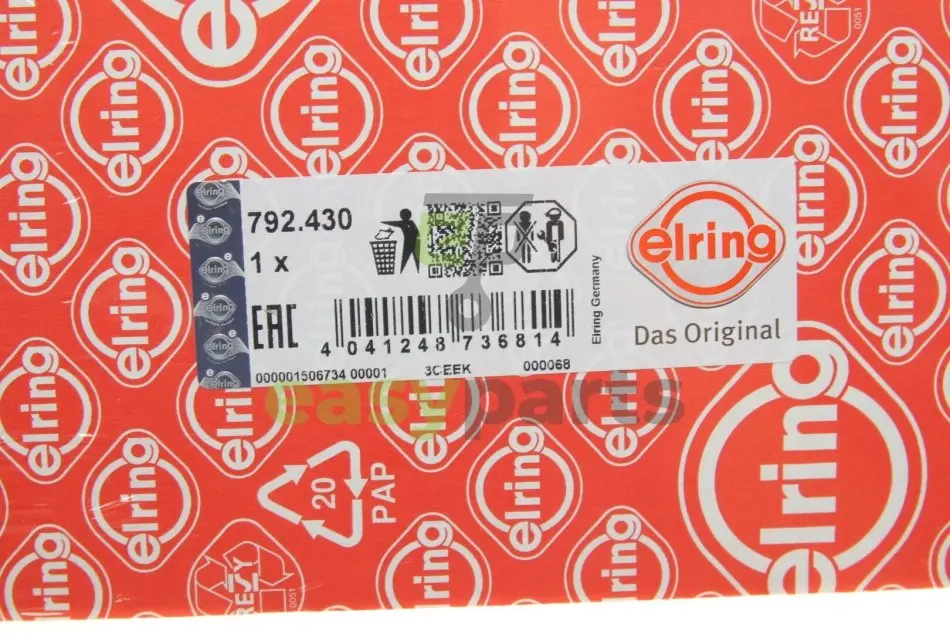 792.430
1 x
EAC
4 041248 736814
000001506734 00001 3CEEK 000068
Elring Germany
elring
Das Original
easyparts
20
PAP
RESY
0051